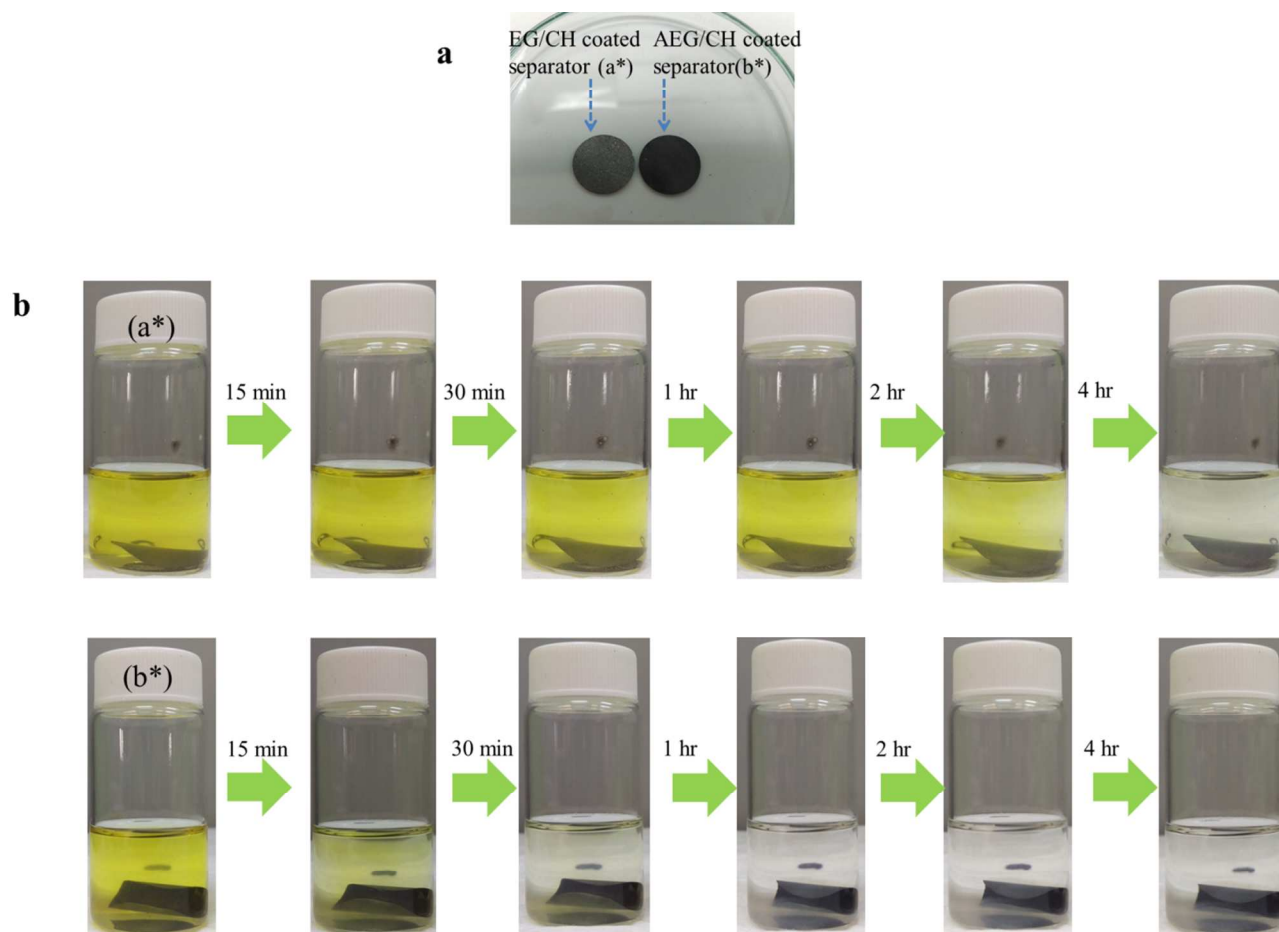 a
EG/CH coated
separator (a*)
AEG/CH coated
separator(b*)
b
(a*)
15 min
30 min
1 hr
2 hr
4 hr
(b*)
15 min
30 min
1 hr
2 hr
4 hr